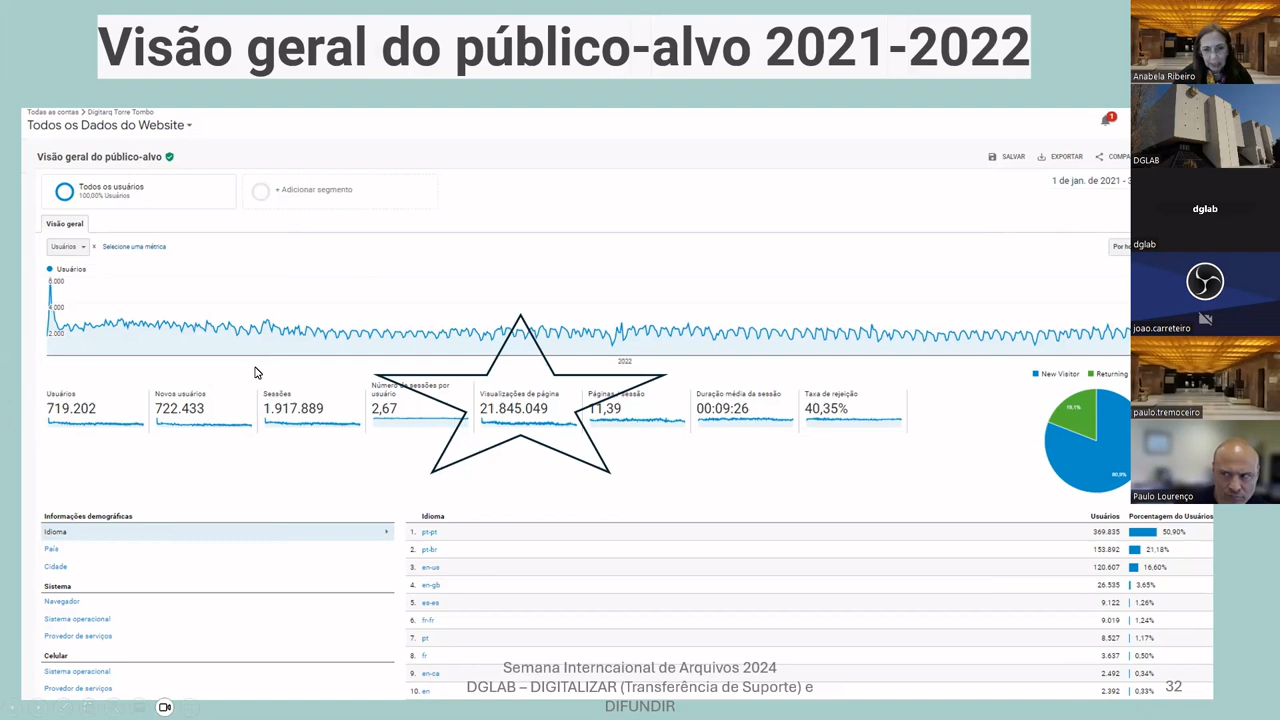 Visão geral do público-alvo 2021-2022
Todas as contas > Digitarq Torre Tombo
Todos os Dados do Website
1
Visão geral do público-alvo
SALVAR
EXPORTAR
COMPA
Todos os usuários
100,00% Usuários
+ Adicionar segmento
1 de jan. de 2021 - 3
Visão geral
Usuários
x
Selecione uma métrica
Por ho
Usuários
6.000
4.000
2.000
2022
New Visitor
Returning
Usuários
719.202
Novos usuários
722.433
Sessões
1.917.889
Número de sessões por
usuário
2,67
Visualizações de página
21.845.049
Páginas / sessão
11,39
Duração média da sessão
00:09:26
Taxa de rejeição
40,35%
19,1%
80,9%
Informações demográficas
Idioma
País
Cidade
Sistema
Navegador
Sistema operacional
Provedor de serviços
Celular
Sistema operacional
Provedor de serviços
Idioma Usuários Porcentagem do Usuários
1. pt-pt 369.835 50,90%
2. pt-br 153.892 21,18%
3. en-us 120.607 16,60%
4. en-gb 26.535 3,65%
5. es-es 9.122 1,26%
6. fr-fr 9.019 1,24%
7. pt 8.527 1,17%
8. fr 3.637 0,50%
9. en-ca 2.492 0,34%
10. en 2.392 0,33%
Semana Interncaional de Arquivos 2024
DGLAB – DIGITALIZAR (Transferência de Suporte) e
DIFUNDIR
32
Anabela Ribeiro
DGLAB
dglab
dglab
joao.carreteiro
paulo.tremoceiro
Paulo Lourenço